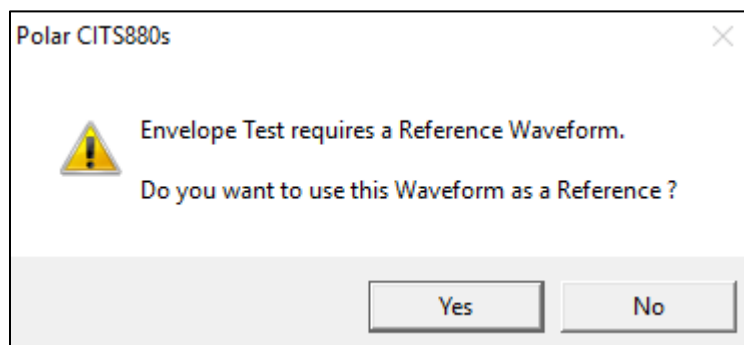 Polar CITS880s
Envelope Test requires a Reference Waveform.
Do you want to use this Waveform as a Reference ?
Yes
No